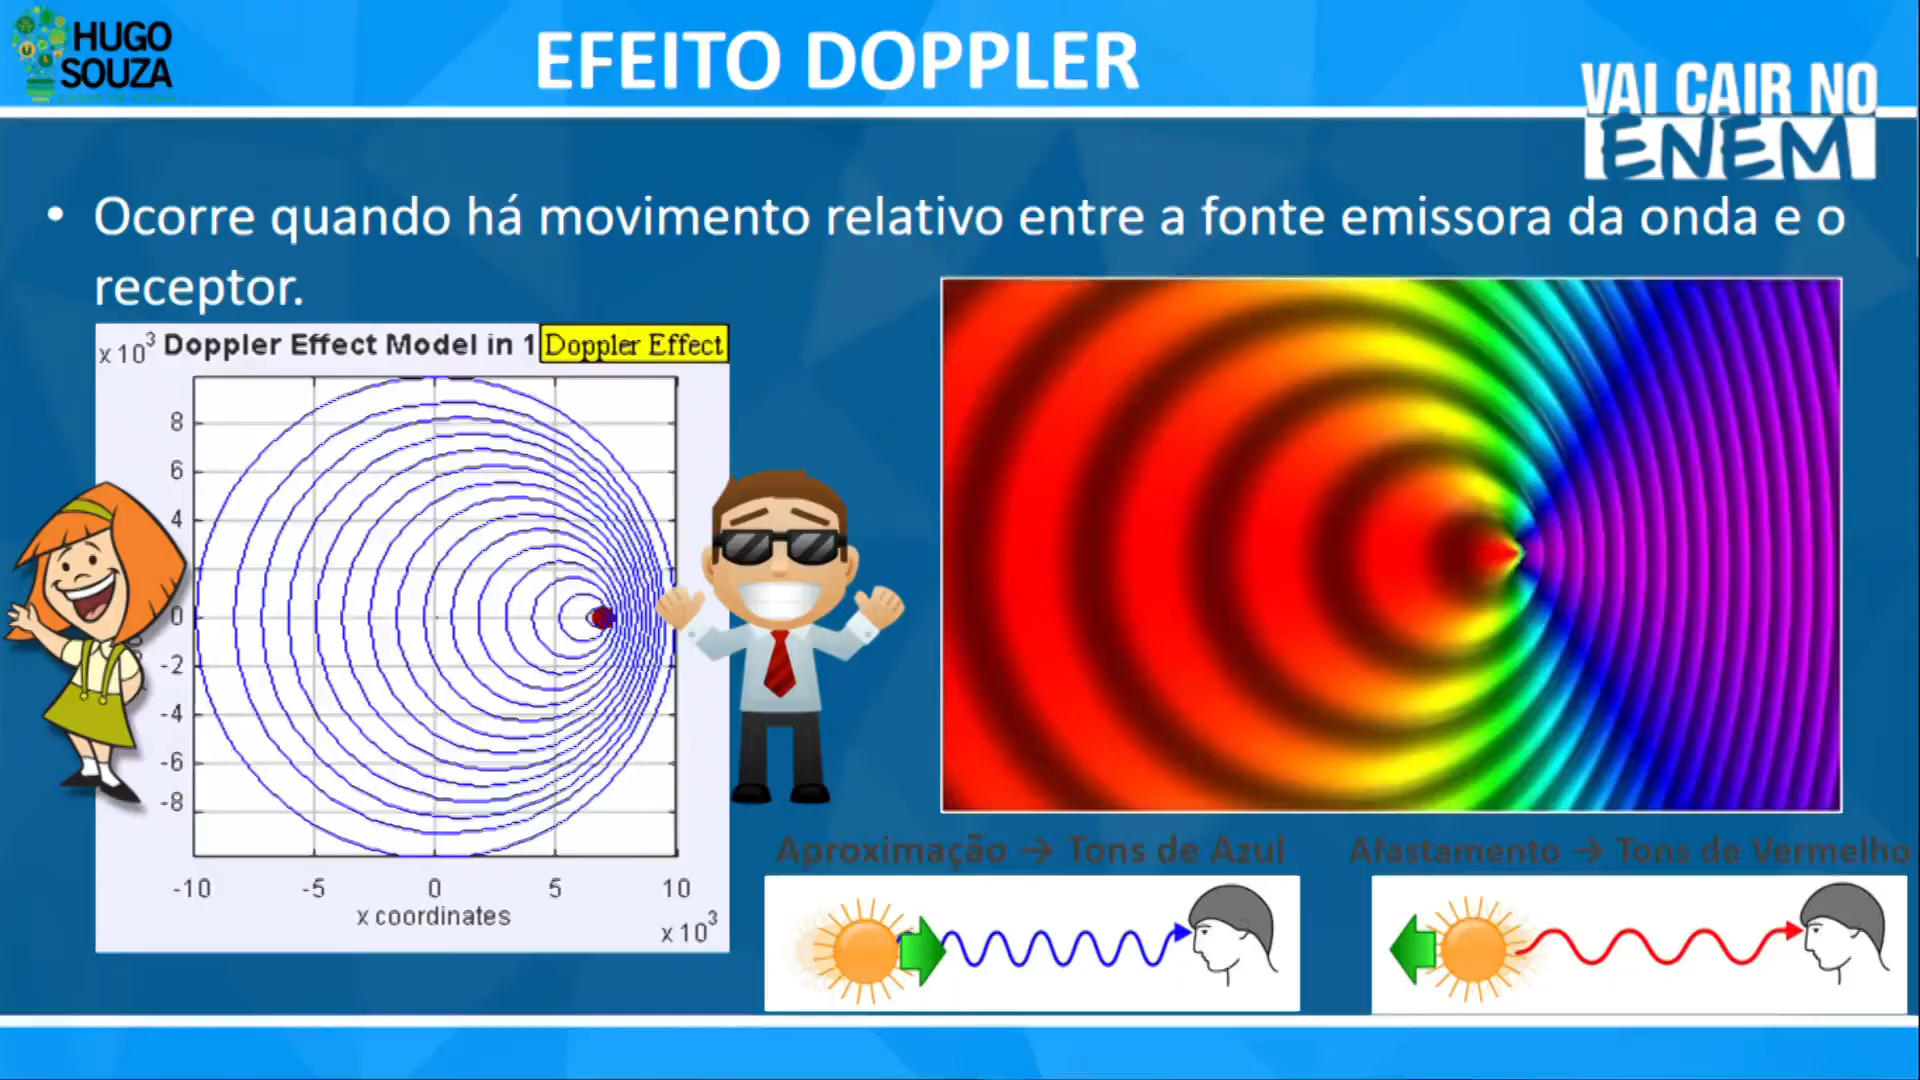 HUGO
SOUZA
EFEITO DOPPLER
VAI CAIR NO
ENEM
• Ocorre quando há movimento relativo entre a fonte emissora da onda e o
receptor.
x 10³ Doppler Effect Model in 1 Doppler Effect
8
6
4
0
-2
-4
-6
-8
-10 -5 0 5 10
x coordinates
x 10³
Aproximação → Tons de Azul
Afastamento → Tons de Vermelho